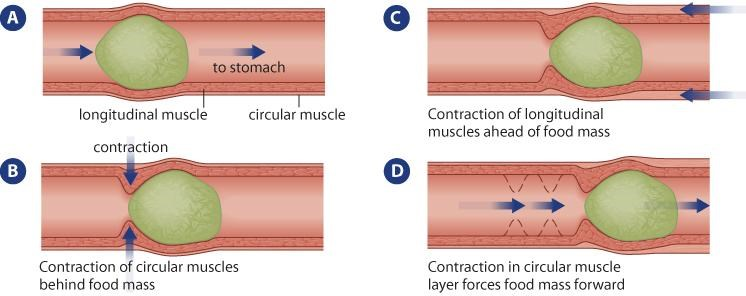 A
to stomach
longitudinal muscle
circular muscle
B
contraction
Contraction of circular muscles
behind food mass
C
Contraction of longitudinal
muscles ahead of food mass
D
Contraction in circular muscle
layer forces food mass forward